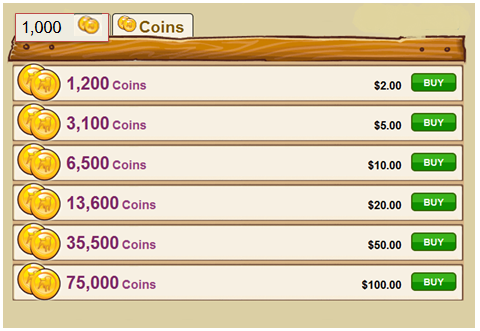 1,000 Coins
1,200 Coins $2.00 BUY
3,100 Coins $5.00 BUY
6,500 Coins $10.00 BUY
13,600 Coins $20.00 BUY
35,500 Coins $50.00 BUY
75,000 Coins $100.00 BUY